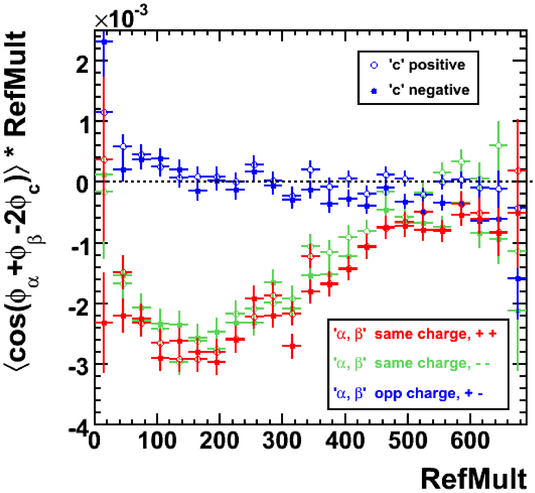 ×10⁻³
⟨cos(ϕα+ϕβ-2ϕc)⟩ * RefMult
2
1
0
-1
-2
-3
-4
'c' positive
'c' negative
'α, β' same charge, + +
'α, β' same charge, - -
'α, β' opp charge, + -
0 100 200 300 400 500 600
RefMult